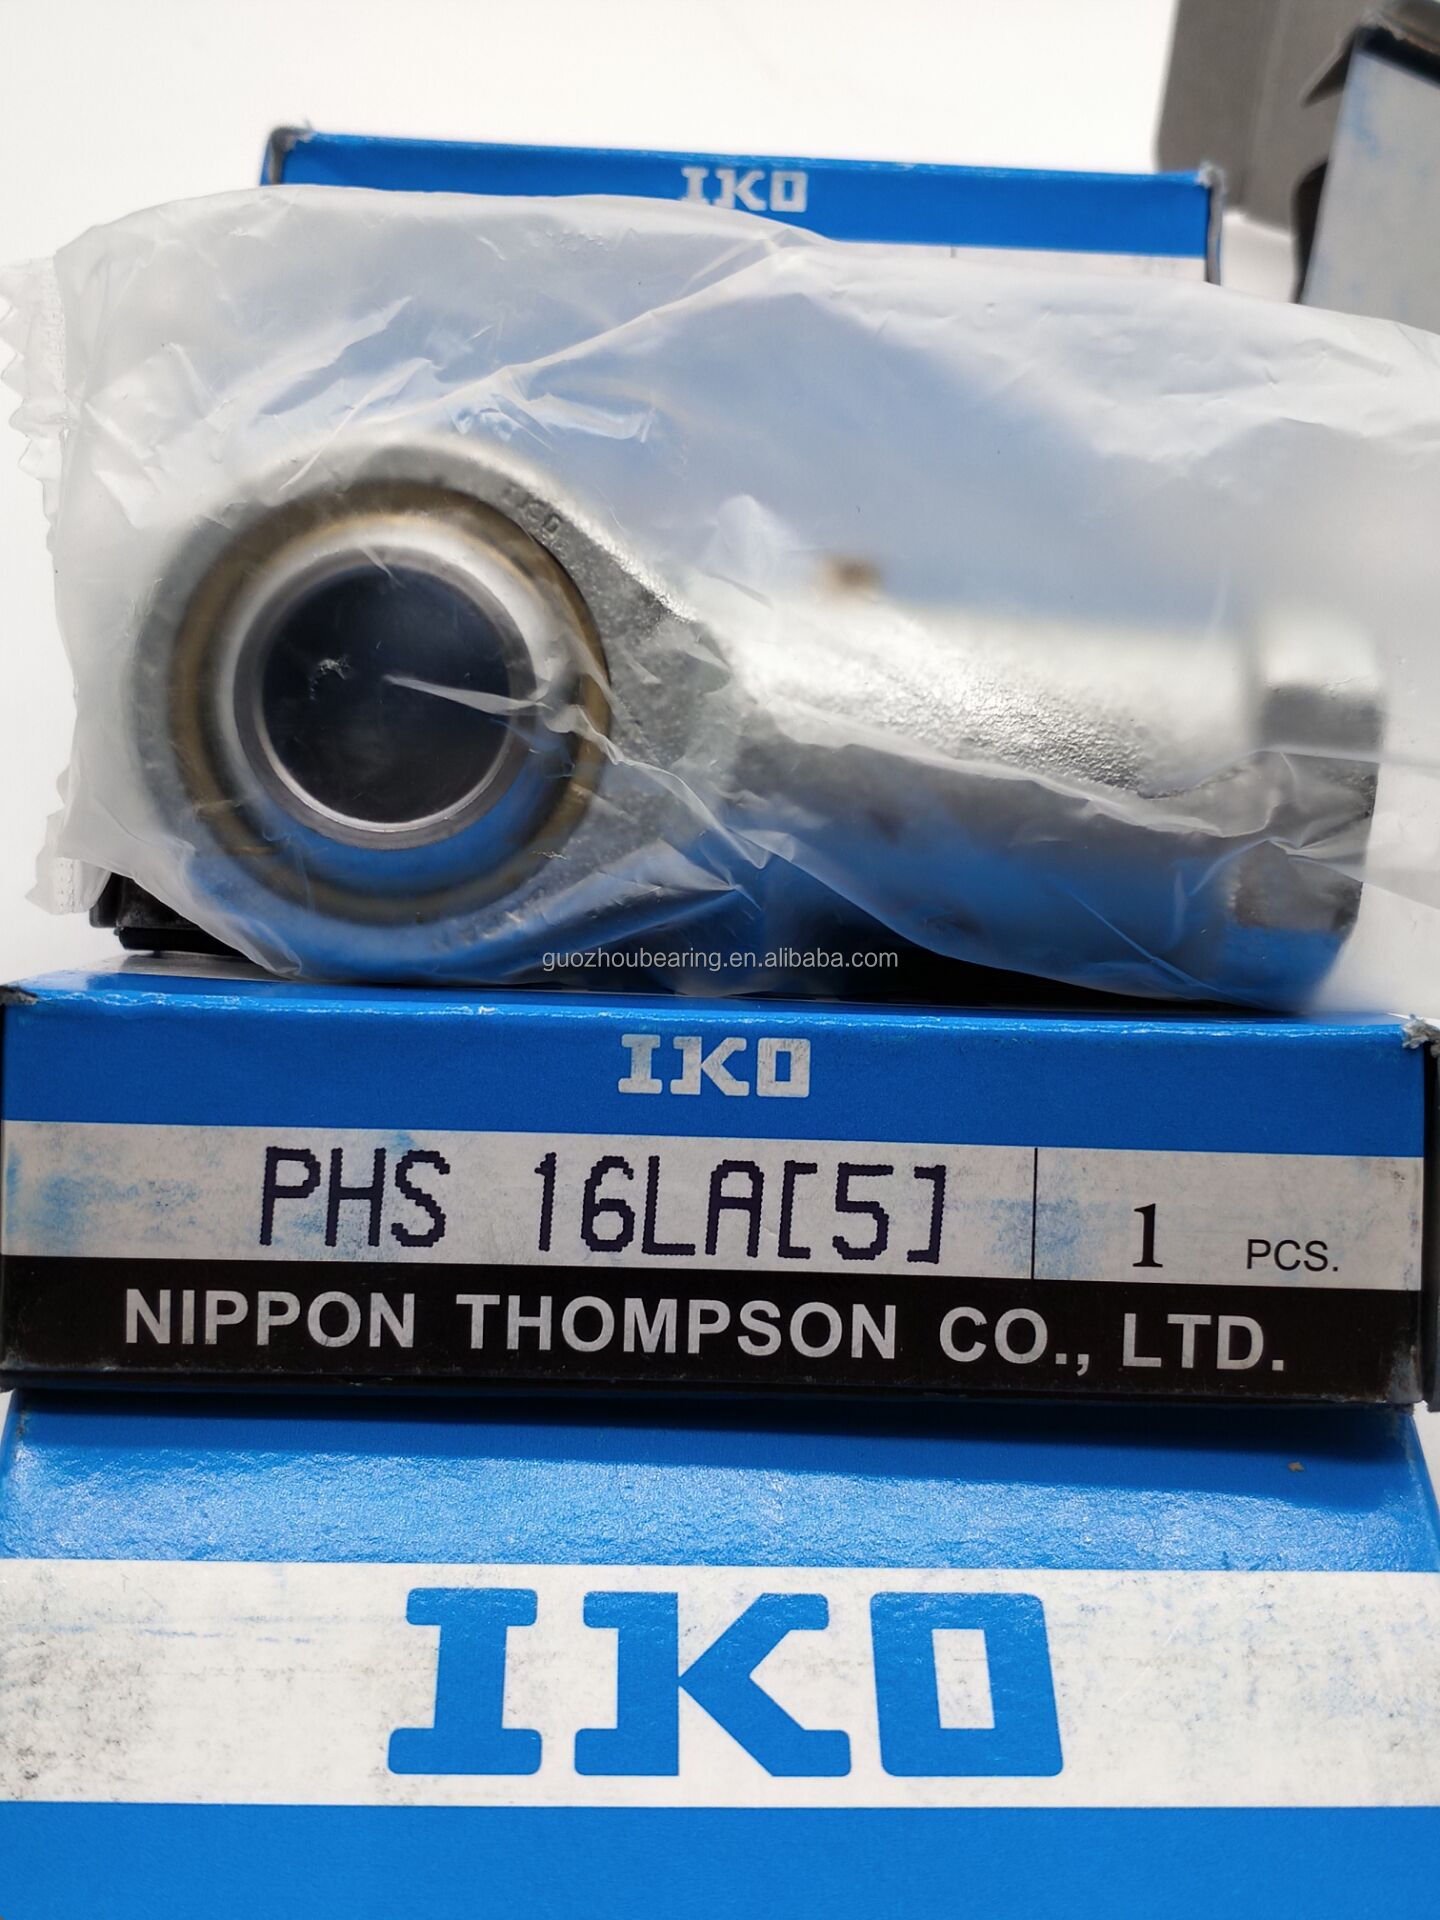 IKO
guozhoubearing.en.alibaba.com
IKO
PHS 16LA[5] 1 PCS.
NIPPON THOMPSON CO., LTD.
IKO